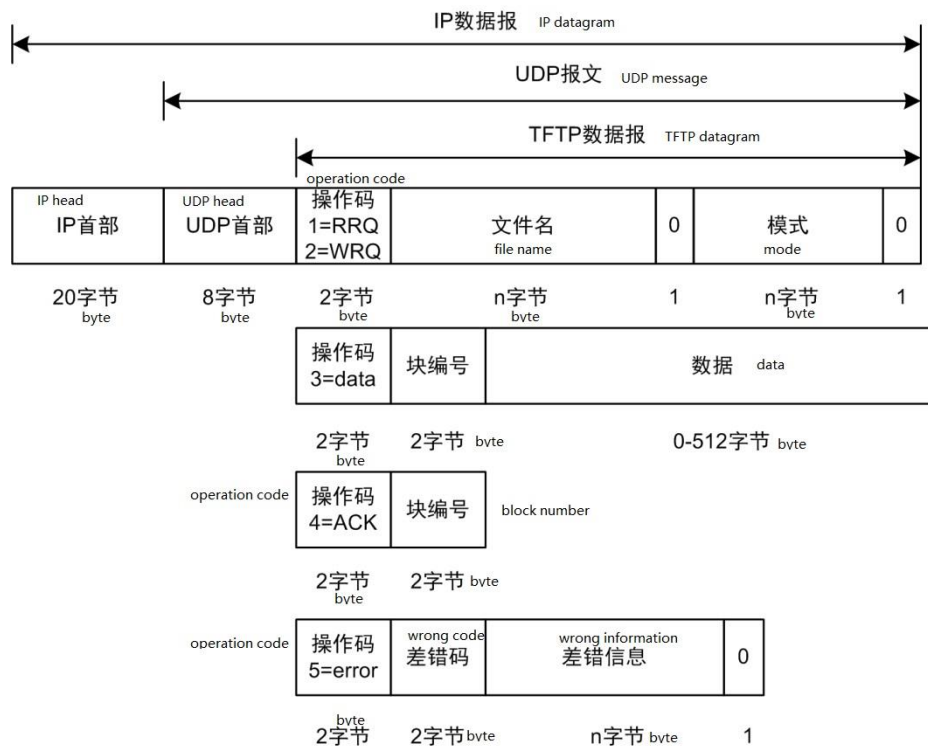 IP数据报 IP datagram
UDP报文 UDP message
TFTP数据报 TFTP datagram
IP head
IP首部
UDP head
UDP首部
operation code
操作码
1=RRQ
2=WRQ
文件名
file name
0
模式
mode
0
20字节
byte
8字节
byte
2字节
byte
n字节
byte
1
n字节
byte
1
操作码
3=data
块编号
数据 data
2字节
byte
2字节 byte
0-512字节 byte
operation code
操作码
4=ACK
块编号
block number
2字节
byte
2字节 byte
operation code
操作码
5=error
wrong code
差错码
wrong information
差错信息
0
byte
2字节
2字节 byte
n字节 byte
1